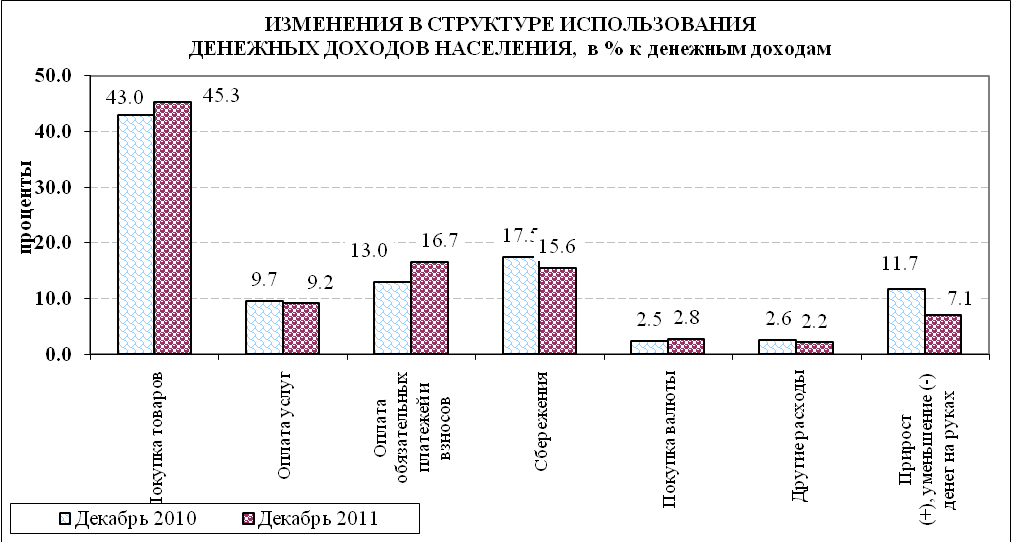 ИЗМЕНЕНИЯ В СТРУКТУРЕ ИСПОЛЬЗОВАНИЯ
ДЕНЕЖНЫХ ДОХОДОВ НАСЕЛЕНИЯ, в % к денежным доходам
проценты
50.0
40.0
30.0
20.0
10.0
0.0
43.0
45.3
9.7
9.2
13.0
16.7
15.6
2.5
2.8
2.6
2.2
11.7
7.1
Покупка товаров
Оплата услуг
Оплата
обязательных
платежей и
взносов
Сбережения
Покупка валюты
Другие расходы
Прирост
(+), уменьшение (-)
денег на руках
Декабрь 2010
Декабрь 2011